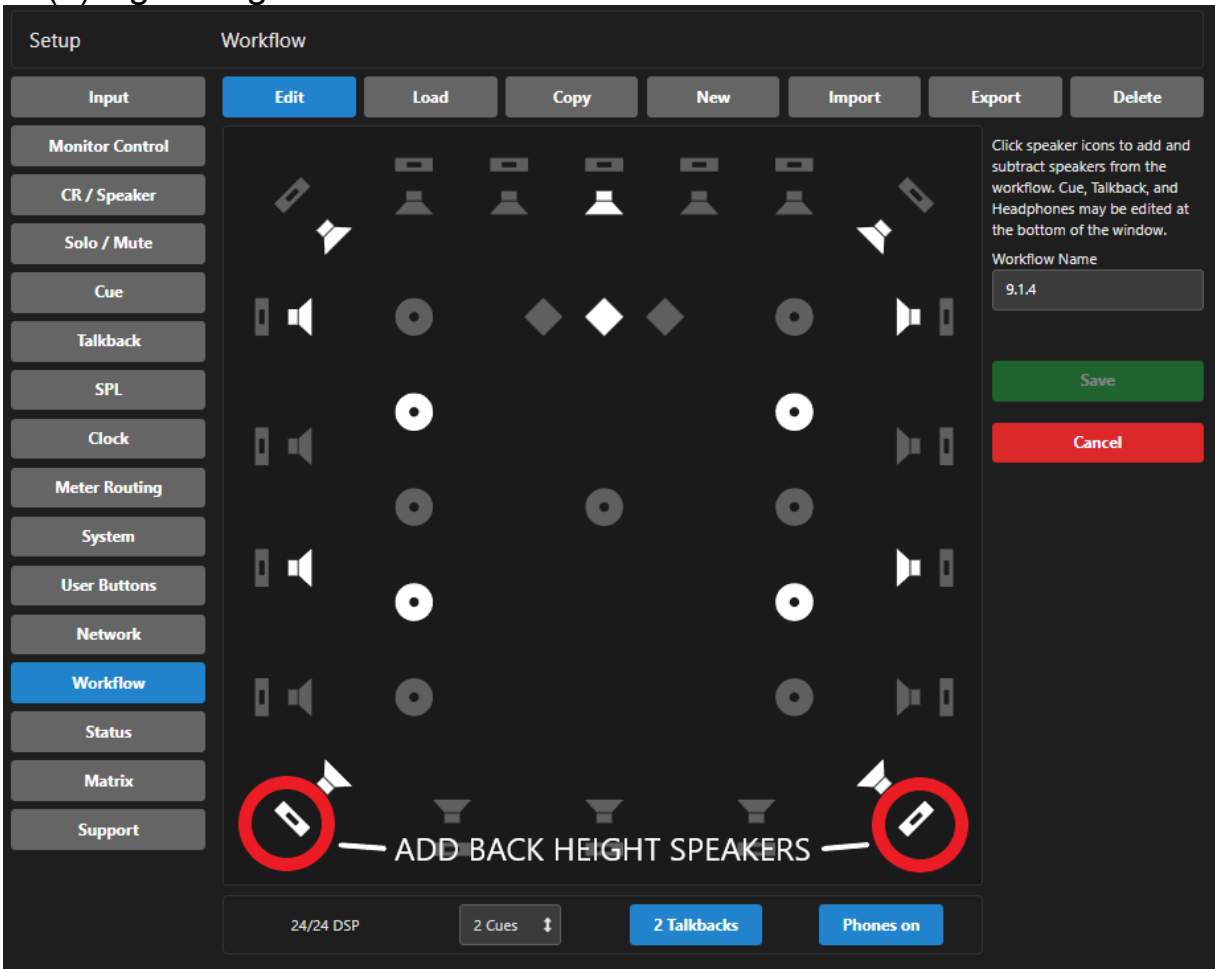 Setup
Workflow
Input
Edit
Load
Copy
New
Import
Export
Delete
Monitor Control
CR / Speaker
Solo / Mute
Cue
Talkback
SPL
Clock
Meter Routing
System
User Buttons
Network
Workflow
Status
Matrix
Support
Click speaker icons to add and
subtract speakers from the
workflow. Cue, Talkback, and
Headphones may be edited at
the bottom of the window.
Workflow Name
9.1.4
Save
Cancel
ADD BACK HEIGHT SPEAKERS
24/24 DSP
2 Cues
2 Talkbacks
Phones on